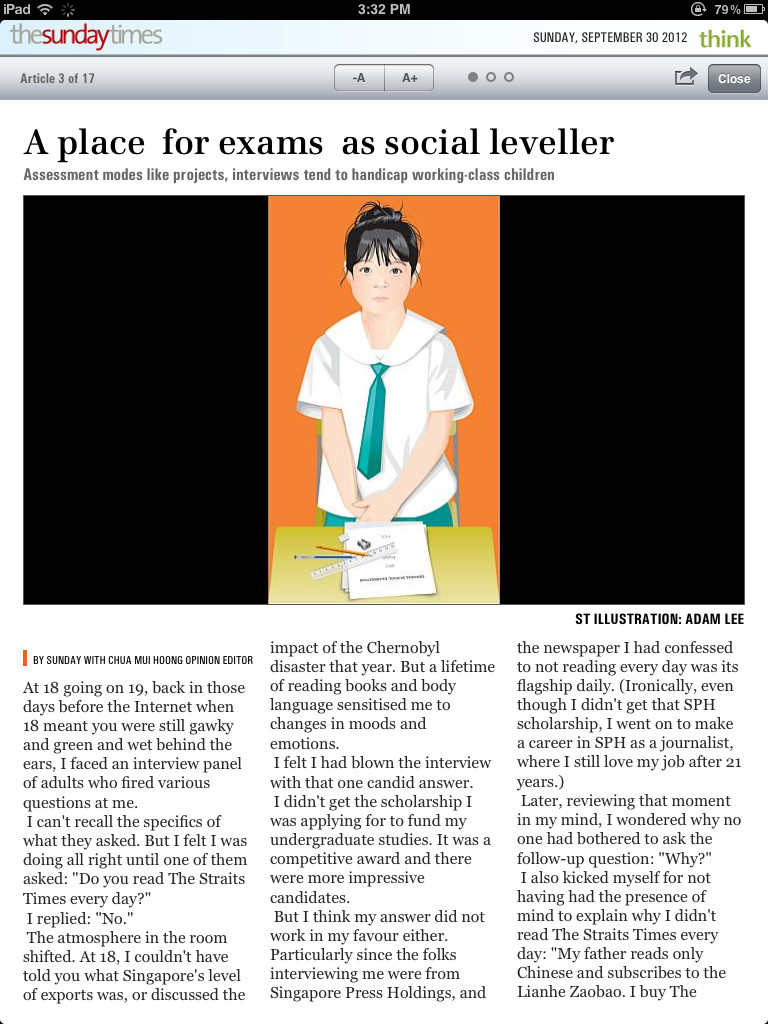 iPad 3:32 PM 79%
thesundaytimes SUNDAY, SEPTEMBER 30 2012 think
Article 3 of 17 -A A+ Close
A place for exams as social leveller
Assessment modes like projects, interviews tend to handicap working-class children
ST ILLUSTRATION: ADAM LEE
BY SUNDAY WITH CHUA MUI HOONG OPINION EDITOR
At 18 going on 19, back in those
days before the Internet when
18 meant you were still gawky
and green and wet behind the
ears, I faced an interview panel
of adults who fired various
questions at me.
I can't recall the specifics of
what they asked. But I felt I was
doing all right until one of them
asked: "Do you read The Straits
Times every day?"
I replied: "No."
The atmosphere in the room
shifted. At 18, I couldn't have
told you what Singapore's level
of exports was, or discussed the
impact of the Chernobyl
disaster that year. But a lifetime
of reading books and body
language sensitised me to
changes in moods and
emotions.
I felt I had blown the interview
with that one candid answer.
I didn't get the scholarship I
was applying for to fund my
undergraduate studies. It was a
competitive award and there
were more impressive
candidates.
But I think my answer did not
work in my favour either.
Particularly since the folks
interviewing me were from
Singapore Press Holdings, and
the newspaper I had confessed
to not reading every day was its
flagship daily. (Ironically, even
though I didn't get that SPH
scholarship, I went on to make
a career in SPH as a journalist,
where I still love my job after 21
years.)
Later, reviewing that moment
in my mind, I wondered why no
one had bothered to ask the
follow-up question: "Why?"
I also kicked myself for not
having had the presence of
mind to explain why I didn't
read The Straits Times every
day: "My father reads only
Chinese and subscribes to the
Lianhe Zaobao. I buy The